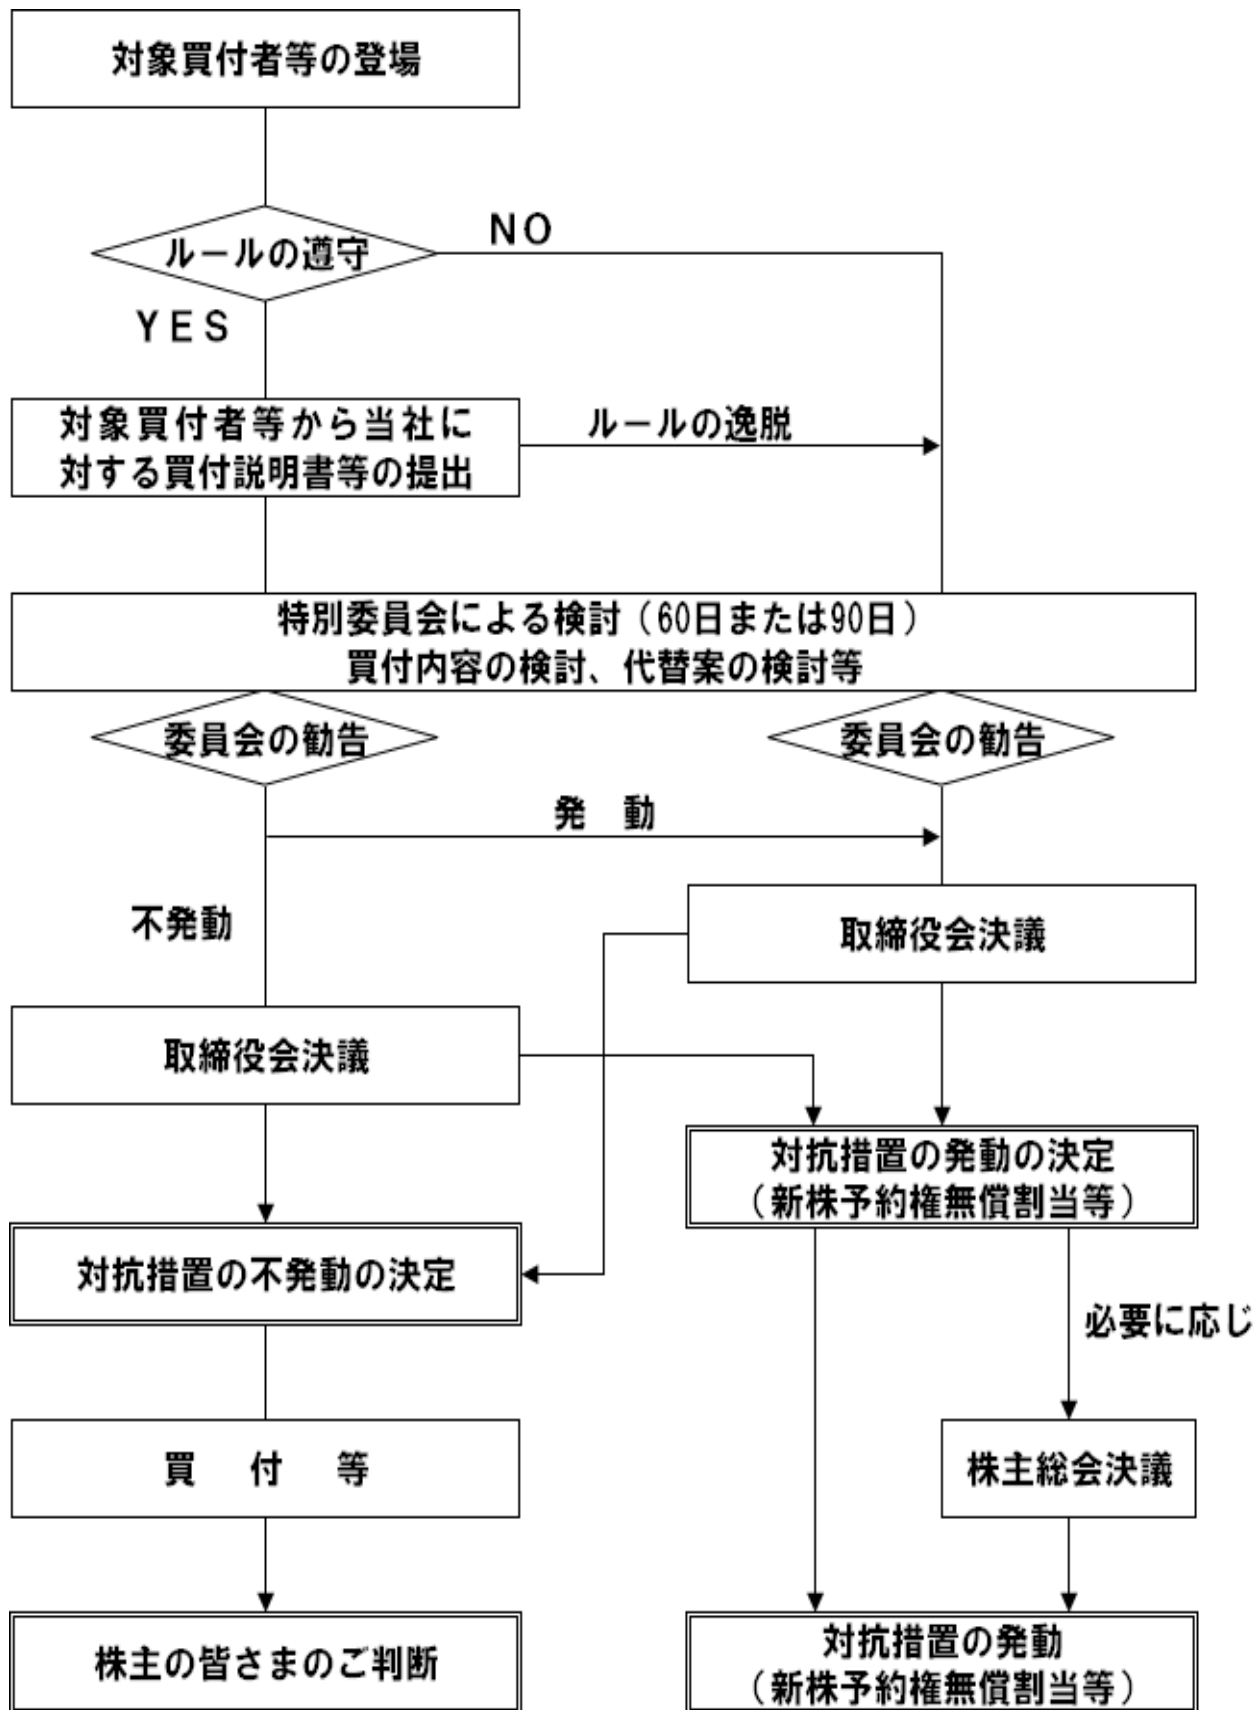 対象買付者等の登場
ルールの遵守
NO
YES
対象買付者等から当社に
対する買付説明書等の提出
ルールの逸脱
特別委員会による検討（60日または90日）
買付内容の検討、代替案の検討等
委員会の勧告
委員会の勧告
発　動
不発動
取締役会決議
取締役会決議
対抗措置の発動の決定
（新株予約権無償割当等）
対抗措置の不発動の決定
必要に応じ
買　付　等
株主総会決議
株主の皆さまのご判断
対抗措置の発動
（新株予約権無償割当等）